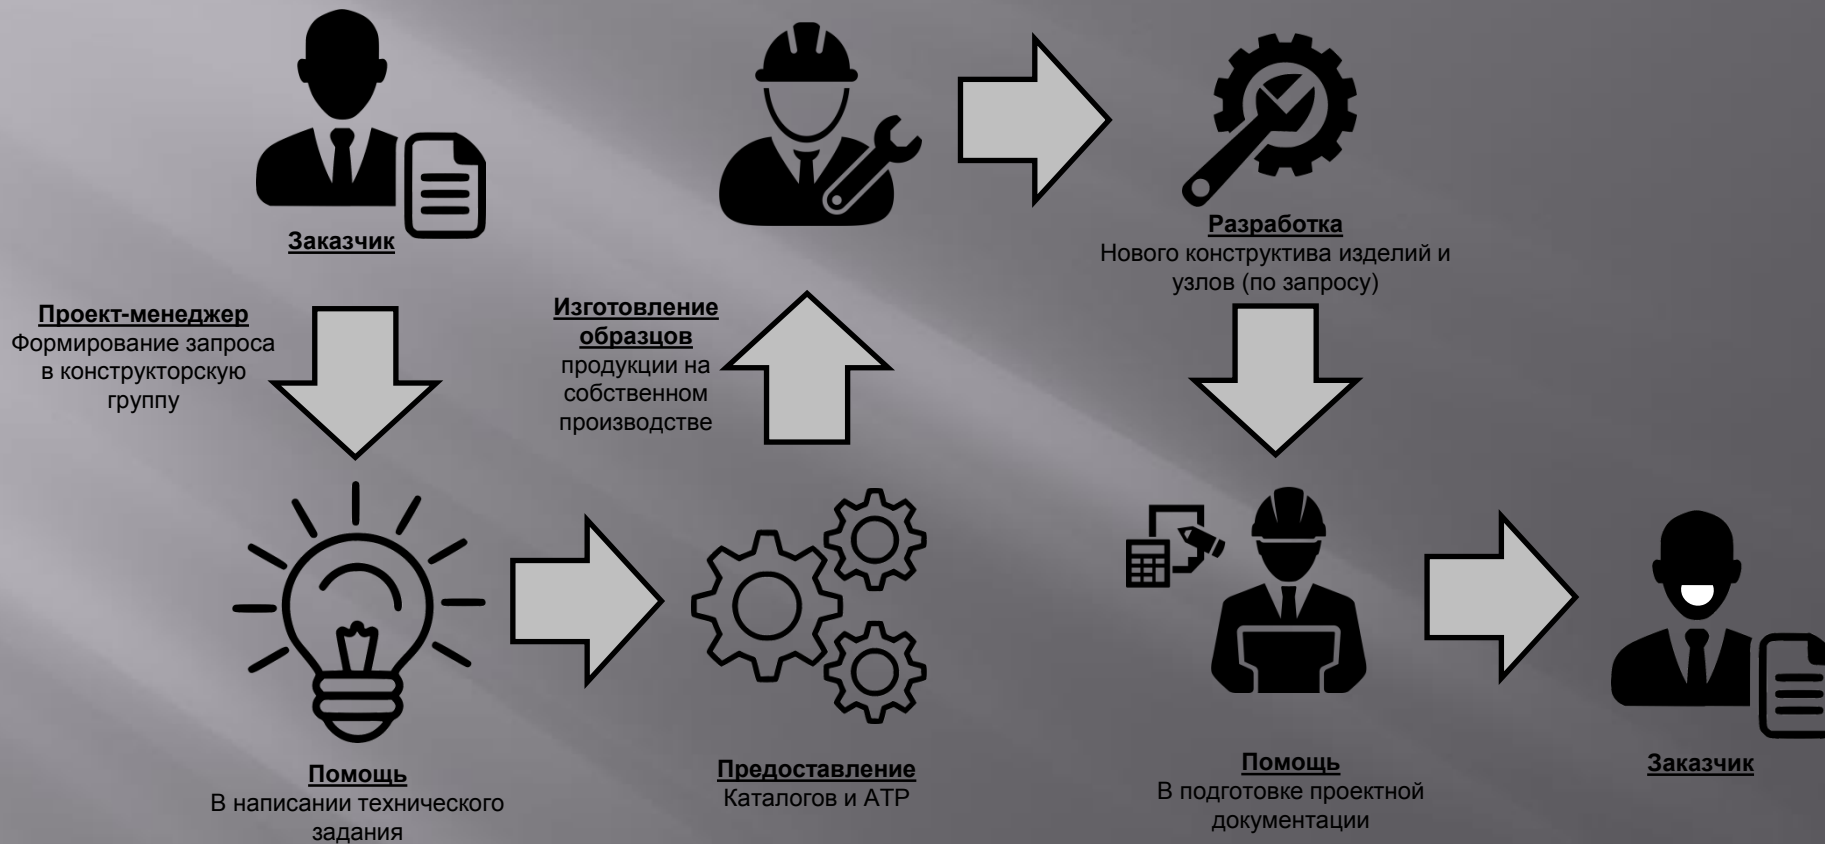 Заказчик
Проект-менеджер
Формирование запроса
в конструкторскую
группу
Помощь
В написании технического
задания
Предоставление
Каталогов и АТР
Изготовление
образцов
продукции на
собственном
производстве
Разработка
Нового конструктива изделий и
узлов (по запросу)
Помощь
В подготовке проектной
документации
Заказчик